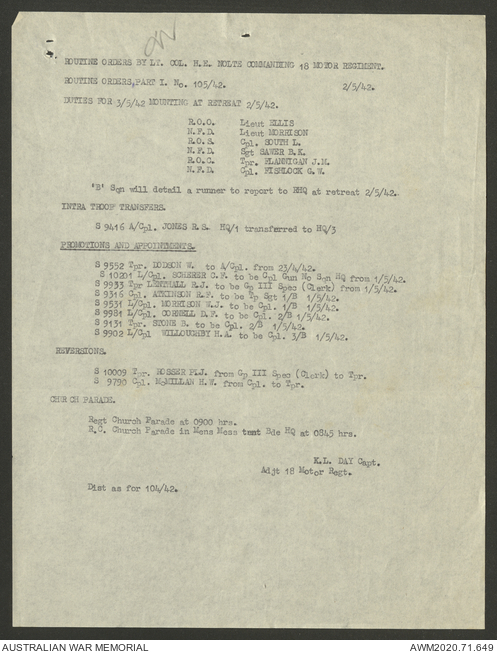 ROUTINE ORDERS BY LT. COL. H.E. NOLTE COMMANDING 18 MOTOR REGIMENT.
ROUTINE ORDERS, PART I. No. 105/42. 2/5/42.
DUTIES FOR 3/5/42 MOUNTING AT RETREAT 2/5/42.
R.O.O. Lieut ELLIS
N.F.D. Lieut MORRISON
R.O.S. Cpl. SOUTH L.
N.F.D. Sgt SAWER B.K.
R.O.C. Tpr. FLANNIGAN J.M.
N.F.D. Cpl. FISHLOCK G.W.
'B' Sqn will detail a runner to report to RHQ at retreat 2/5/42.
INTRA TROOP TRANSFERS.
S 9416 A/Cpl. JONES R.S. HQ/1 transferred to HQ/3
PROMOTIONS AND APPOINTMENTS.
S 9552 Tpr. DODSON W. to A/Cpl. from 23/4/42.
S 10201 L/Cpl. SCHERER C.F. to be Cpl Gun No Sqn HQ from 1/5/42.
S 9933 Tpr LENTHALL R.J. to be Gp III Spec (Clerk) from 1/5/42.
S 9316 Cpl. ATKINSON R.F. to be Tp Sgt 1/B 1/5/42.
S 9531 L/Cpl. MORRISON W.J. to be Cpl. 1/B 1/5/42.
S 9981 L/Cpl. CORNELL D.F. to be Cpl. 2/B 1/5/42.
S 9131 Tpr. STONE B. to be Cpl. 2/B 1/5/42.
S 9902 L/Cpl WILLOUGHBY H.A. to be Cpl. 3/B 1/5/42.
REVERSIONS.
S 10009 Tpr. ROSSER P.J. from Gp III Spec (Clerk) to Tpr.
S 9790 Cpl. McMILLAN H.W. from Cpl. to Tpr.
CHURCH PARADE.
Regt Church Parade at 0900 hrs.
R.C. Church Parade in Mens Mess Bde HQ at 0845 hrs.
K.L. DAY Capt.
Adjt 18 Motor Regt.
Dist as for 104/42.
AUSTRALIAN WAR MEMORIAL AWM2020.71.649